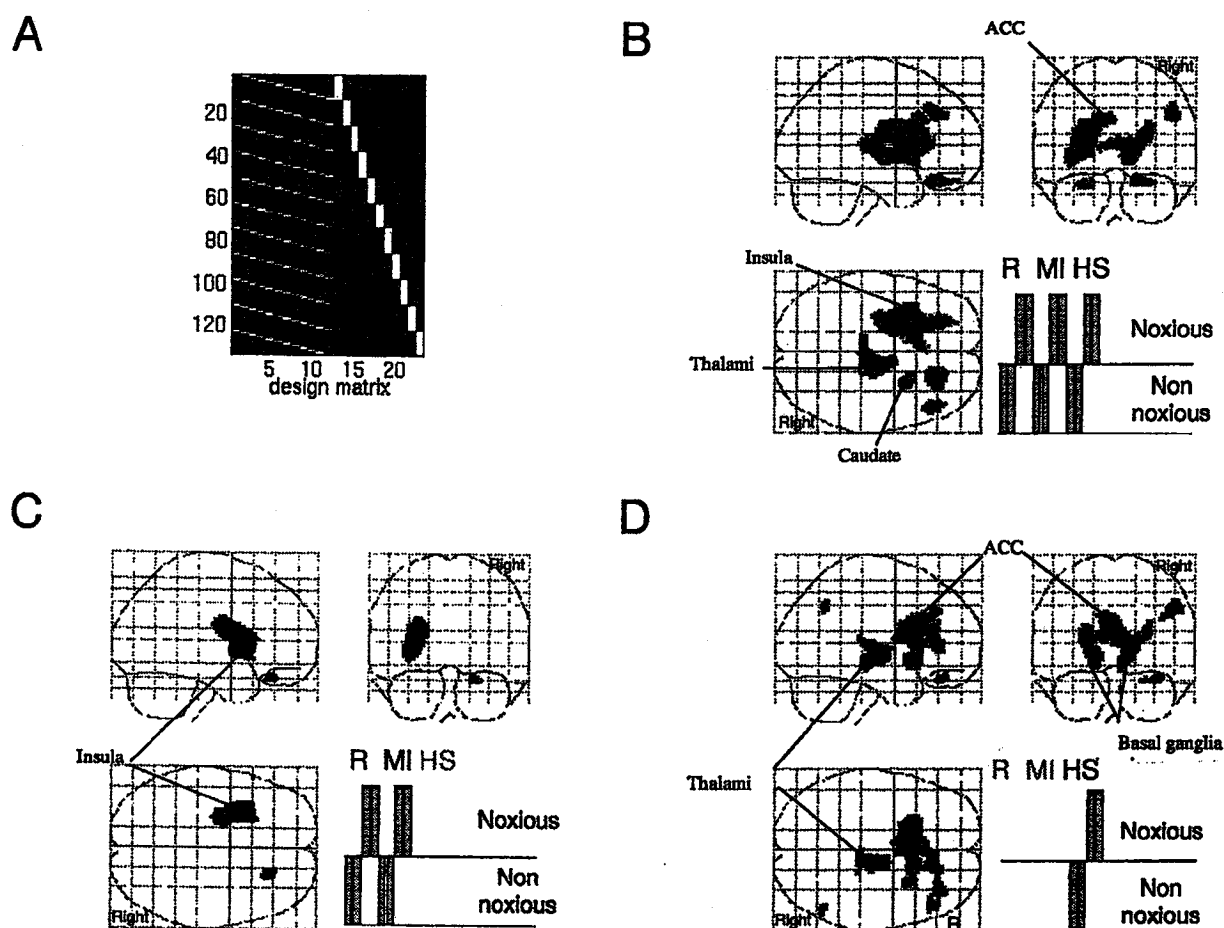 A
20
40
60
80
100
120
5 10 15 20
design matrix
B
ACC
Right
Insula
Thalami
Right
Caudate
R MI HS
Noxious
Non
noxious
C
Right
Insula
Right
R MI HS
Noxious
Non
noxious
D
ACC
Right
Basal ganglia
Thalami
Right
R
R MI HS
Noxious
Non
noxious